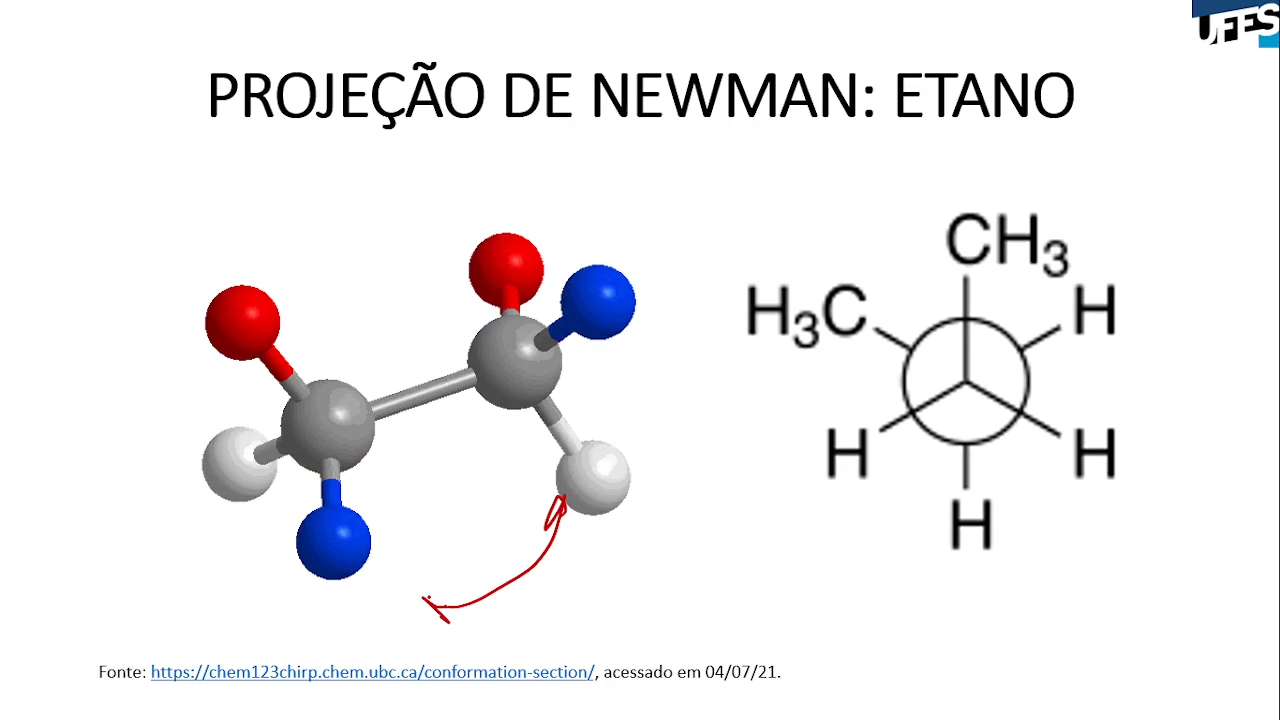 UFES
PROJEÇÃO DE NEWMAN: ETANO
CH3
H3C
H
H
H
H
Fonte: https://chem123chirp.chem.ubc.ca/conformation-section/, acessado em 04/07/21.